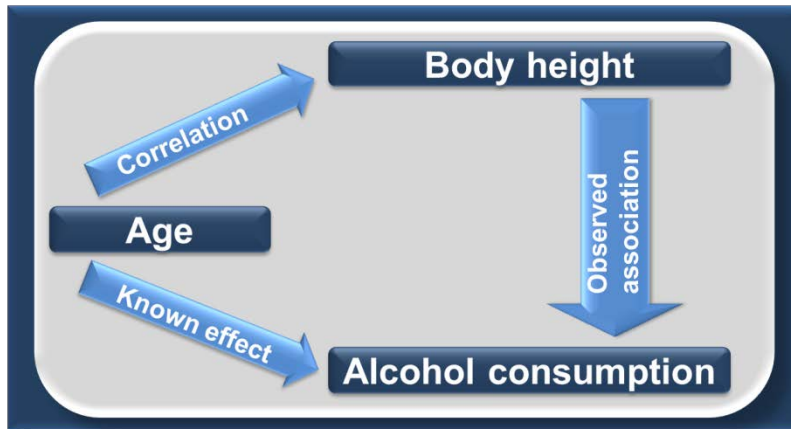 Body height
Correlation
Age
Observed
association
Known effect
Alcohol consumption